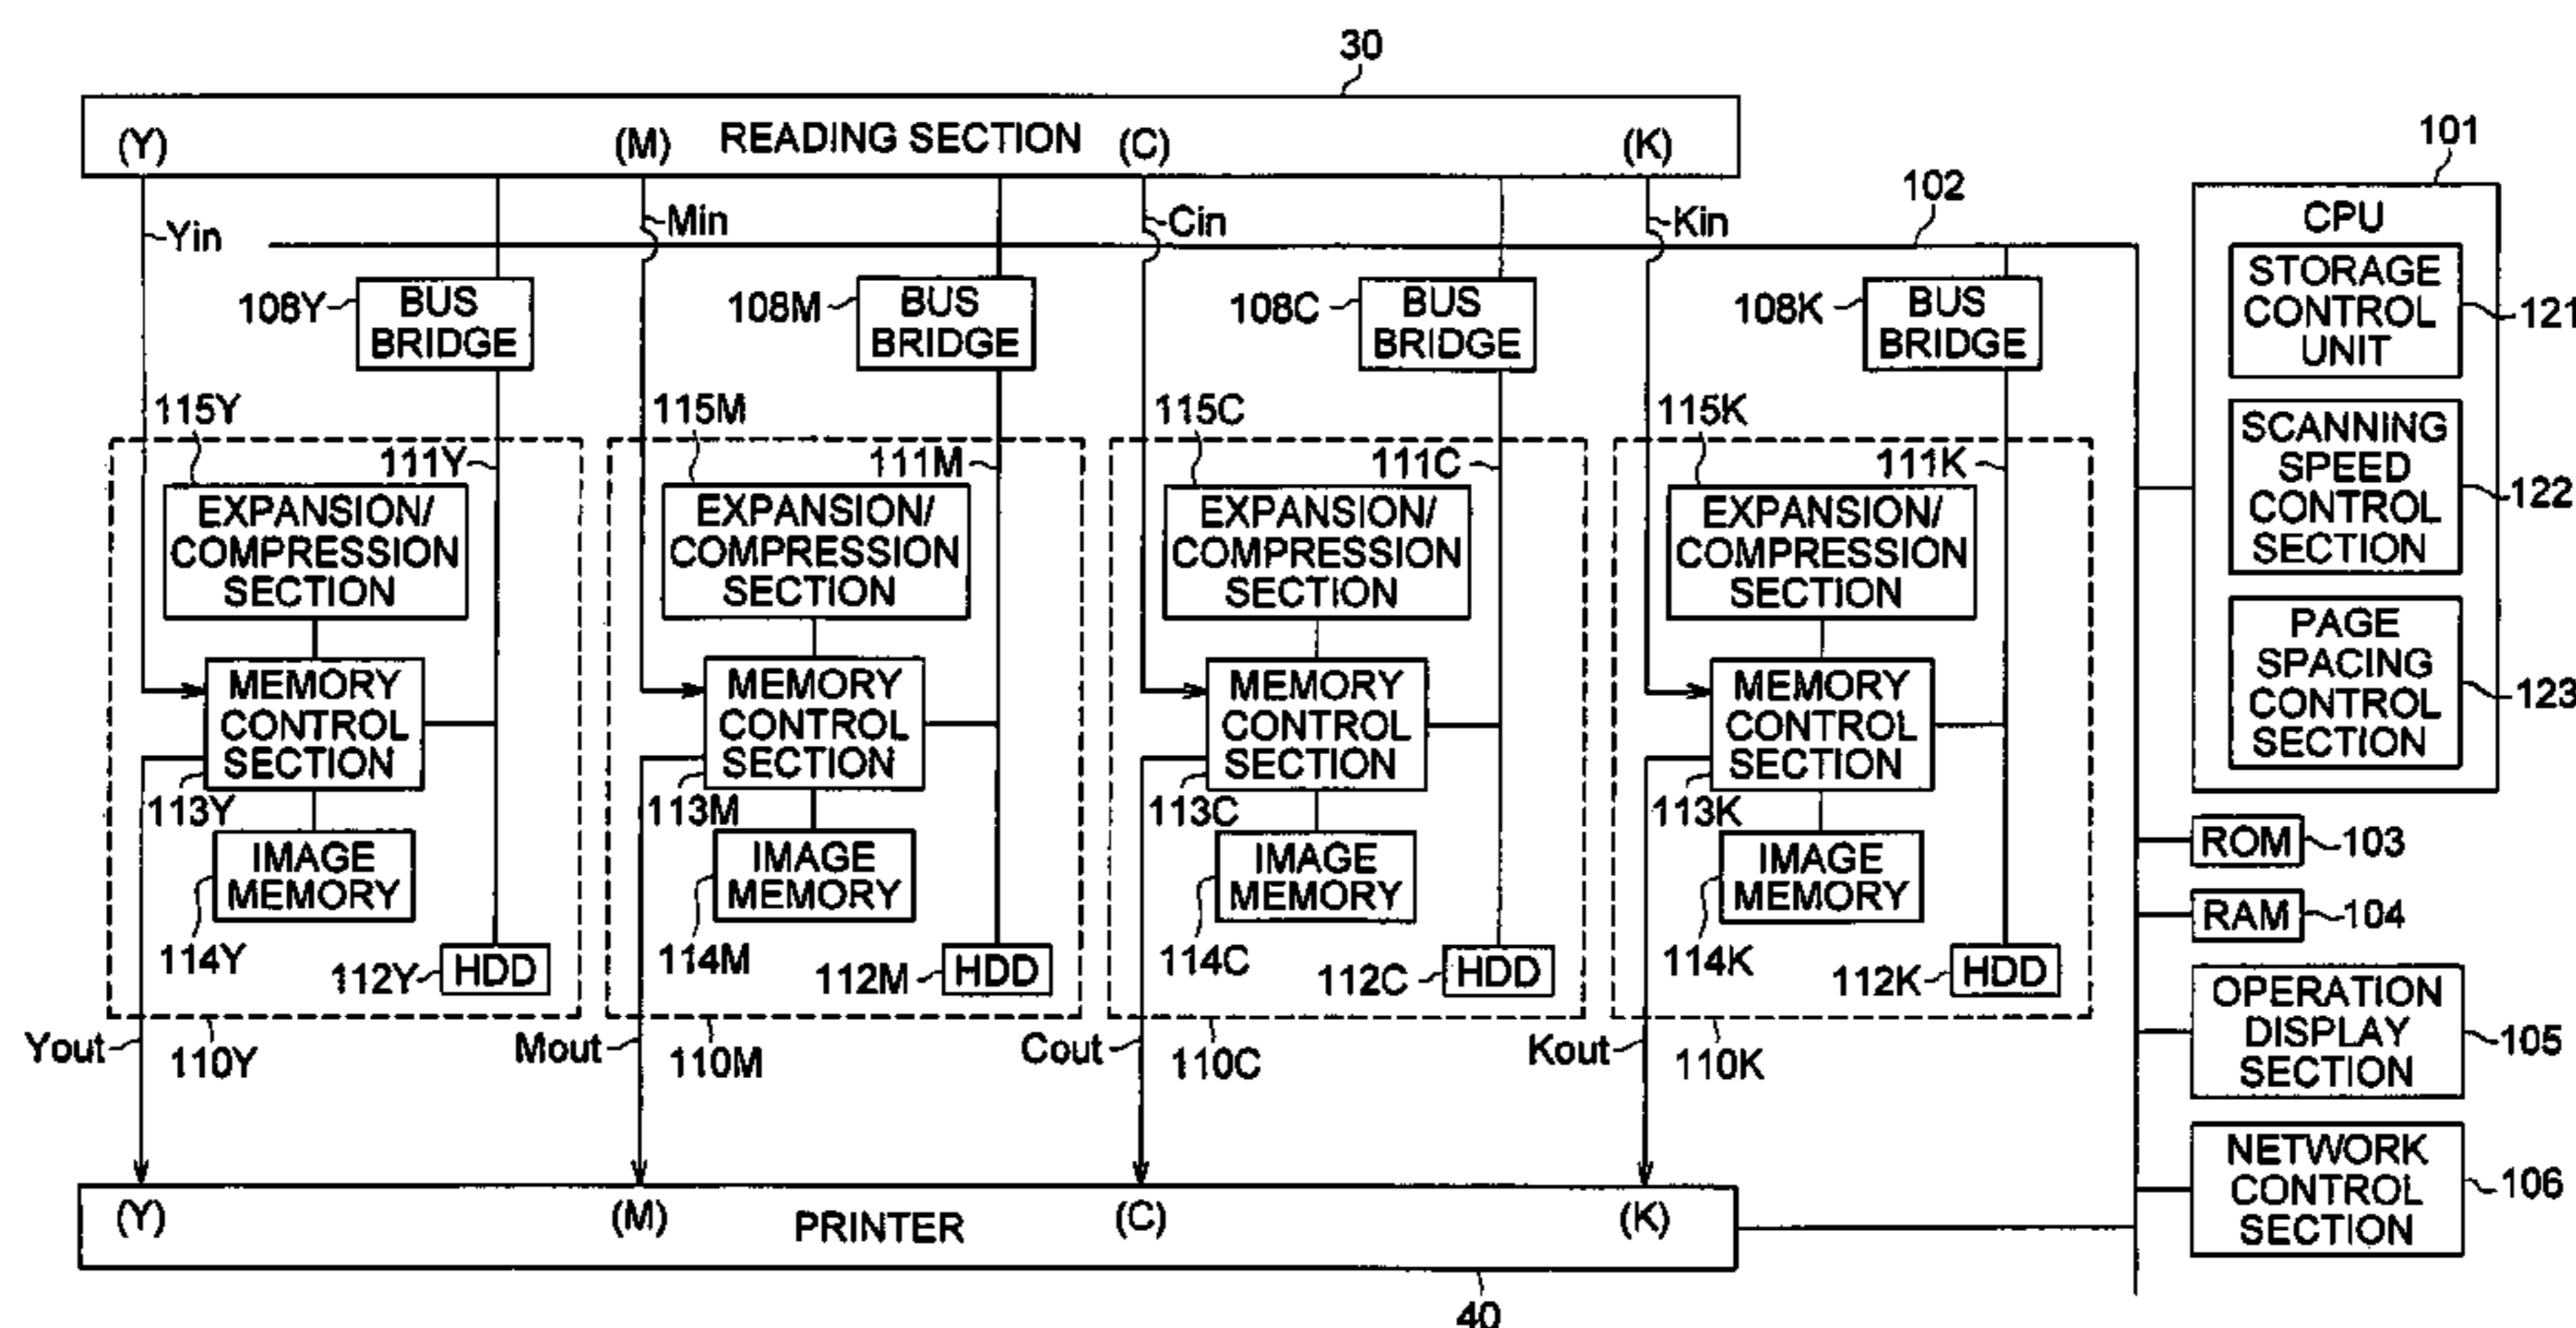 30
(Y) (M) READING SECTION (C) (K)
101
102
Yin
Min
Cin
Kin
CPU
STORAGE
CONTROL
UNIT
121
SCANNING
SPEED
CONTROL
SECTION
122
PAGE
SPACING
CONTROL
SECTION
123
108Y
BUS
BRIDGE
108M
BUS
BRIDGE
108C
BUS
BRIDGE
108K
BUS
BRIDGE
115Y
111Y
EXPANSION/
COMPRESSION
SECTION
MEMORY
CONTROL
SECTION
113Y
IMAGE
MEMORY
114Y
112Y
HDD
115M
111M
EXPANSION/
COMPRESSION
SECTION
MEMORY
CONTROL
SECTION
113M
IMAGE
MEMORY
114M
112M
HDD
115C
111C
EXPANSION/
COMPRESSION
SECTION
MEMORY
CONTROL
SECTION
113C
IMAGE
MEMORY
114C
112C
HDD
115K
111K
EXPANSION/
COMPRESSION
SECTION
MEMORY
CONTROL
SECTION
113K
IMAGE
MEMORY
114K
112K
HDD
ROM
103
RAM
104
OPERATION
DISPLAY
SECTION
105
NETWORK
CONTROL
SECTION
106
Yout
110Y
Mout
110M
Cout
110C
Kout
110K
(Y) (M) PRINTER (C) (K)
40